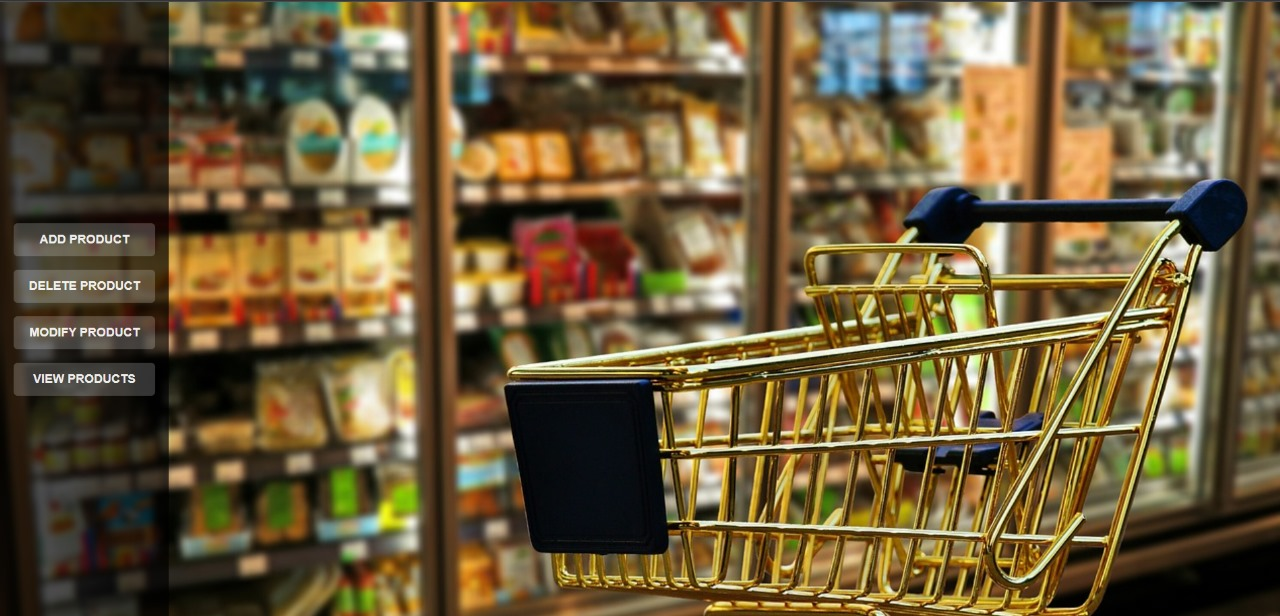 ADD PRODUCT
DELETE PRODUCT
MODIFY PRODUCT
VIEW PRODUCTS